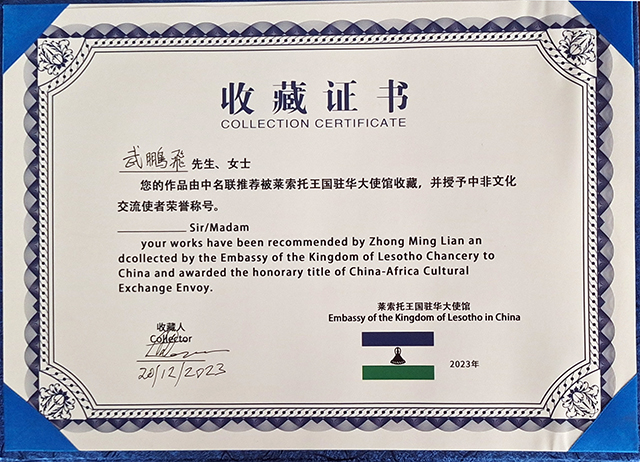 收藏证书
COLLECTION CERTIFICATE
武鹏飛 先生、女士
您的作品由中名联推荐被莱索托王国驻华大使馆收藏，并授予中非文化
交流使者荣誉称号。
Sir/Madam
your works have been recommended by Zhong Ming Lian an
dcollected by the Embassy of the Kingdom of Lesotho Chancery to
China and awarded the honorary title of China-Africa Cultural
Exchange Envoy.
收藏人
Collector
20/12/2023
莱索托王国驻华大使馆
Embassy of the Kingdom of Lesotho in China
2023年